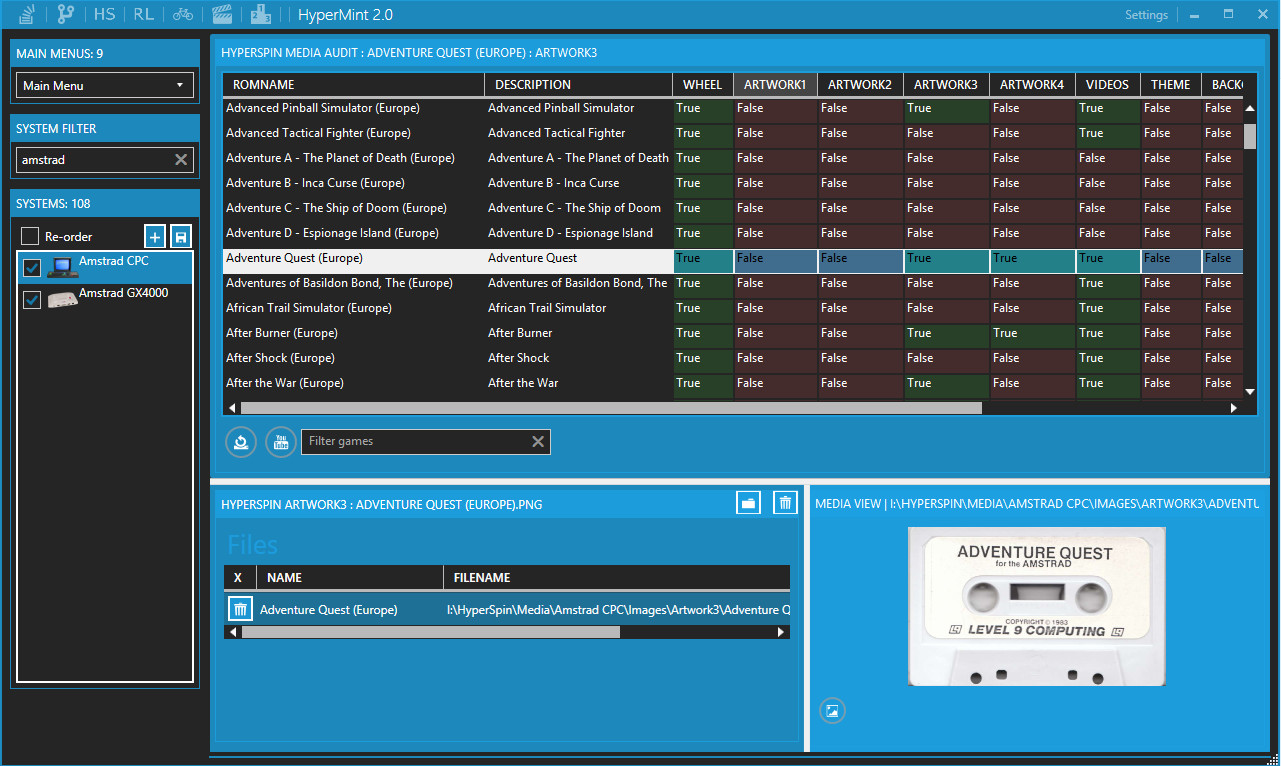 HS RL HyperMint 2.0 Settings
MAIN MENUS: 9
Main Menu
SYSTEM FILTER
amstrad
SYSTEMS: 108
Re-order
Amstrad CPC
Amstrad GX4000
HYPERSPIN MEDIA AUDIT : ADVENTURE QUEST (EUROPE) : ARTWORK3
ROMNAME DESCRIPTION WHEEL ARTWORK1 ARTWORK2 ARTWORK3 ARTWORK4 VIDEOS THEME BACK
Advanced Pinball Simulator (Europe) Advanced Pinball Simulator True False False True False True False False
Advanced Tactical Fighter (Europe) Advanced Tactical Fighter True False False False False True False False
Adventure A - The Planet of Death (Europe) Adventure A - The Planet of Death True False False False False False False False
Adventure B - Inca Curse (Europe) Adventure B - Inca Curse True False False False False False False False
Adventure C - The Ship of Doom (Europe) Adventure C - The Ship of Doom True False False False False False False False
Adventure D - Espionage Island (Europe) Adventure D - Espionage Island True False False False False False False False
Adventure Quest (Europe) Adventure Quest True False False True True True False False
Adventures of Basildon Bond, The (Europe) Adventures of Basildon Bond, The True False False False False True False False
African Trail Simulator (Europe) African Trail Simulator True False False False False True False False
After Burner (Europe) After Burner True False False True True True False False
After Shock (Europe) After Shock True False False False False True False False
After the War (Europe) After the War True False False True False True False False
You Tube Filter games
HYPERSPIN ARTWORK3 : ADVENTURE QUEST (EUROPE).PNG
Files
X NAME FILENAME
Adventure Quest (Europe) I:\HyperSpin\Media\Amstrad CPC\Images\Artwork3\Adventure Q
MEDIA VIEW | I:\HYPERSPIN\MEDIA\AMSTRAD CPC\IMAGES\ARTWORK3\ADVENTU
ADVENTURE QUEST
for the AMSTRAD
COPYRIGHT © 1983
LEVEL 9 COMPUTING